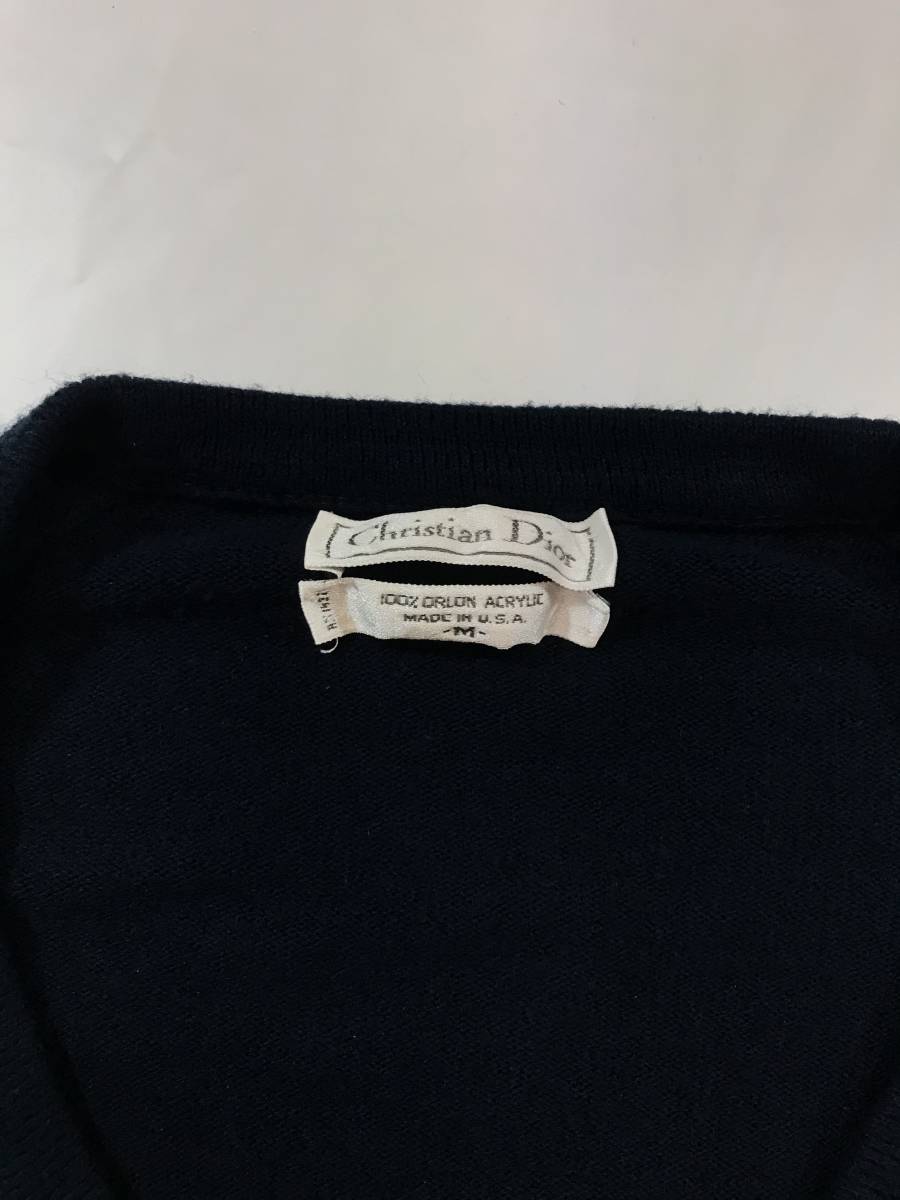 Christian Dior
100% ORLON ACRYLIC
MADE IN U.S.A.
-M-